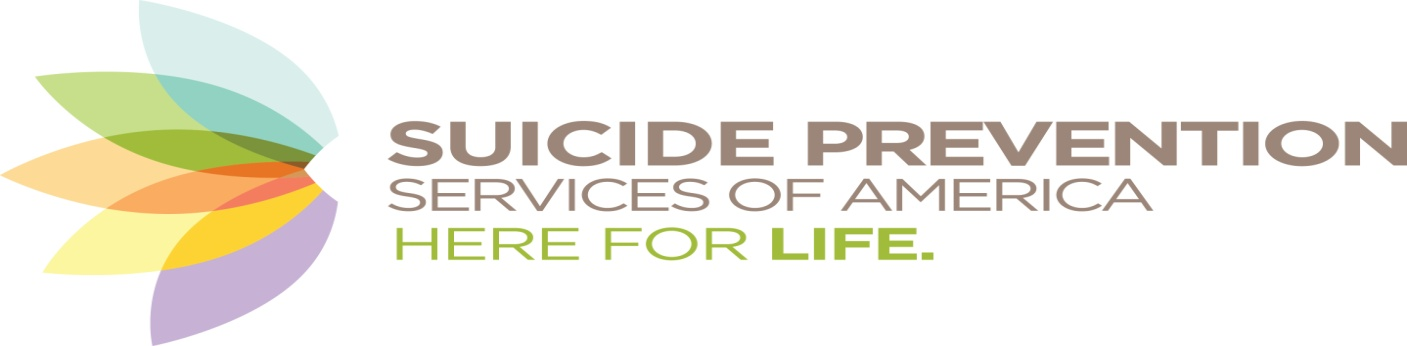 SUICIDE PREVENTION
SERVICES OF AMERICA
HERE FOR LIFE.